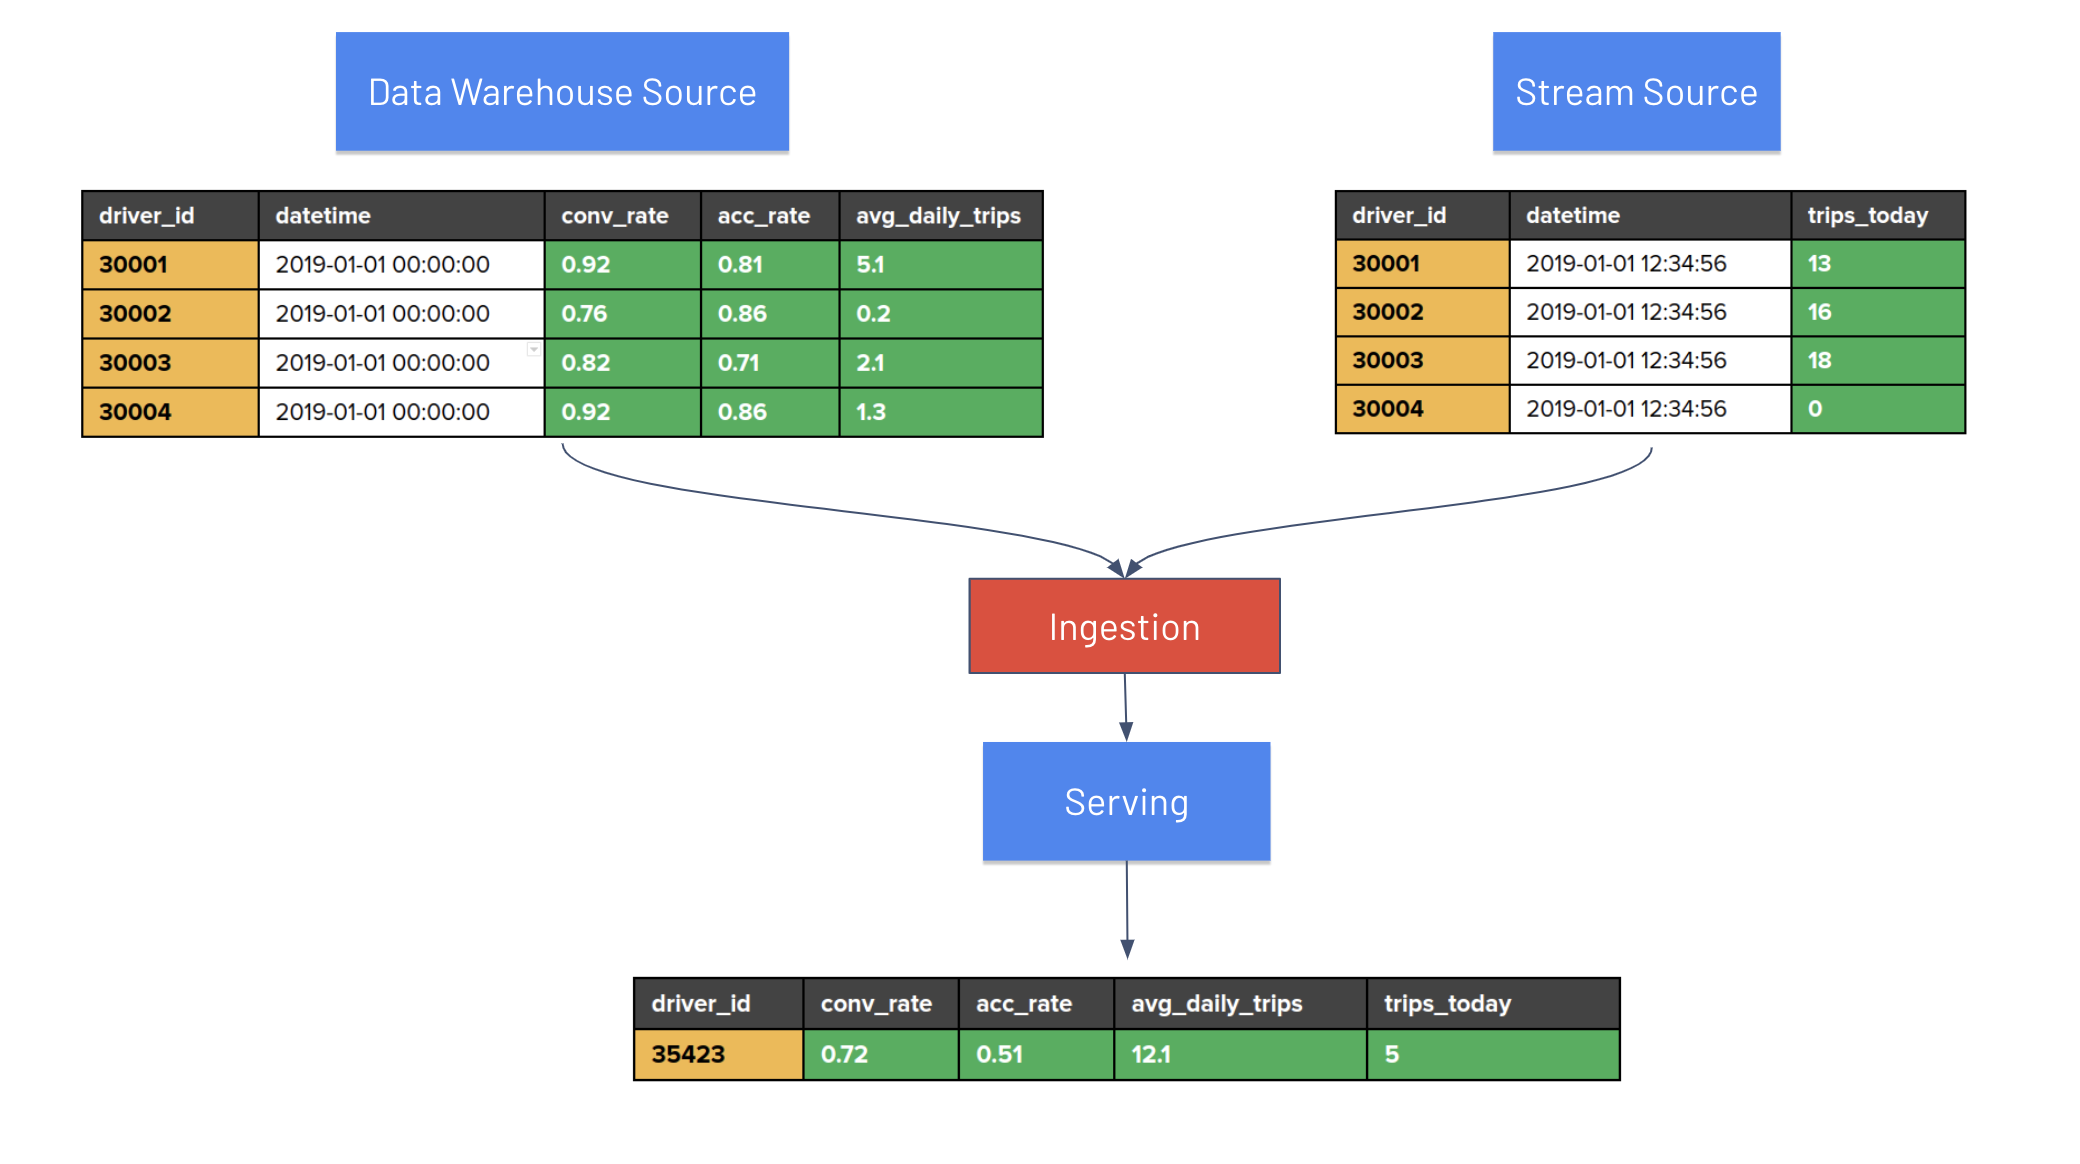 Data Warehouse Source
Stream Source
driver_id datetime conv_rate acc_rate avg_daily_trips
30001 2019-01-01 00:00:00 0.92 0.81 5.1
30002 2019-01-01 00:00:00 0.76 0.86 0.2
30003 2019-01-01 00:00:00 0.82 0.71 2.1
30004 2019-01-01 00:00:00 0.92 0.86 1.3
driver_id datetime trips_today
30001 2019-01-01 12:34:56 13
30002 2019-01-01 12:34:56 16
30003 2019-01-01 12:34:56 18
30004 2019-01-01 12:34:56 0
Ingestion
Serving
driver_id conv_rate acc_rate avg_daily_trips trips_today
35423 0.72 0.51 12.1 5